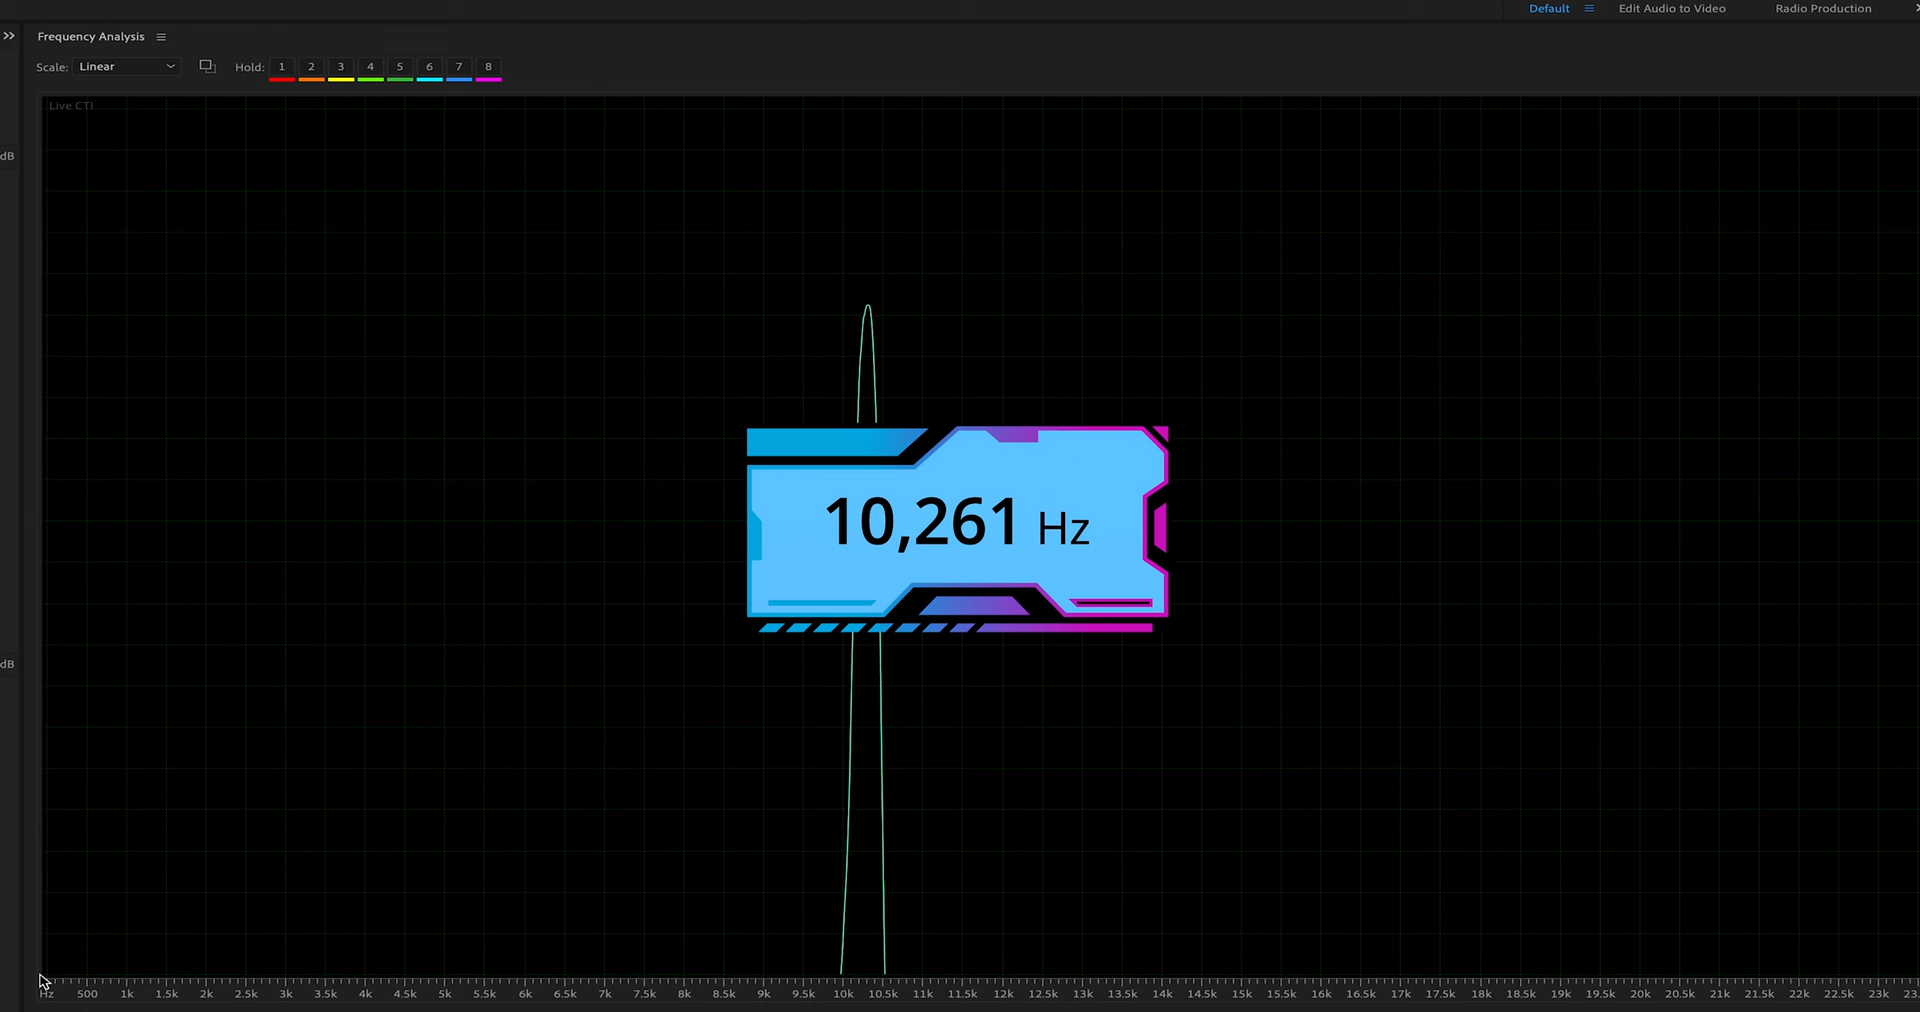 Default Edit Audio to Video Radio Production
Frequency Analysis
Scale: Linear Hold: 1 2 3 4 5 6 7 8
Live CTI
dB
10,261 Hz
dB
Hz 500 1k 1.5k 2k 2.5k 3k 3.5k 4k 4.5k 5k 5.5k 6k 6.5k 7k 7.5k 8k 8.5k 9k 9.5k 10k 10.5k 11k 11.5k 12k 12.5k 13k 13.5k 14k 14.5k 15k 15.5k 16k 16.5k 17k 17.5k 18k 18.5k 19k 19.5k 20k 20.5k 21k 21.5k 22k 22.5k 23k 23.